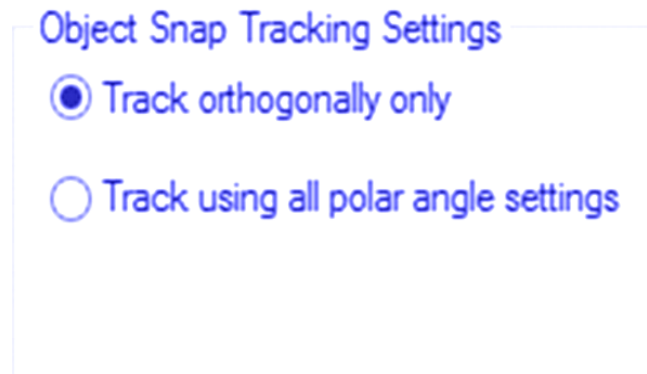 Object Snap Tracking Settings
Track orthogonally only
Track using all polar angle settings